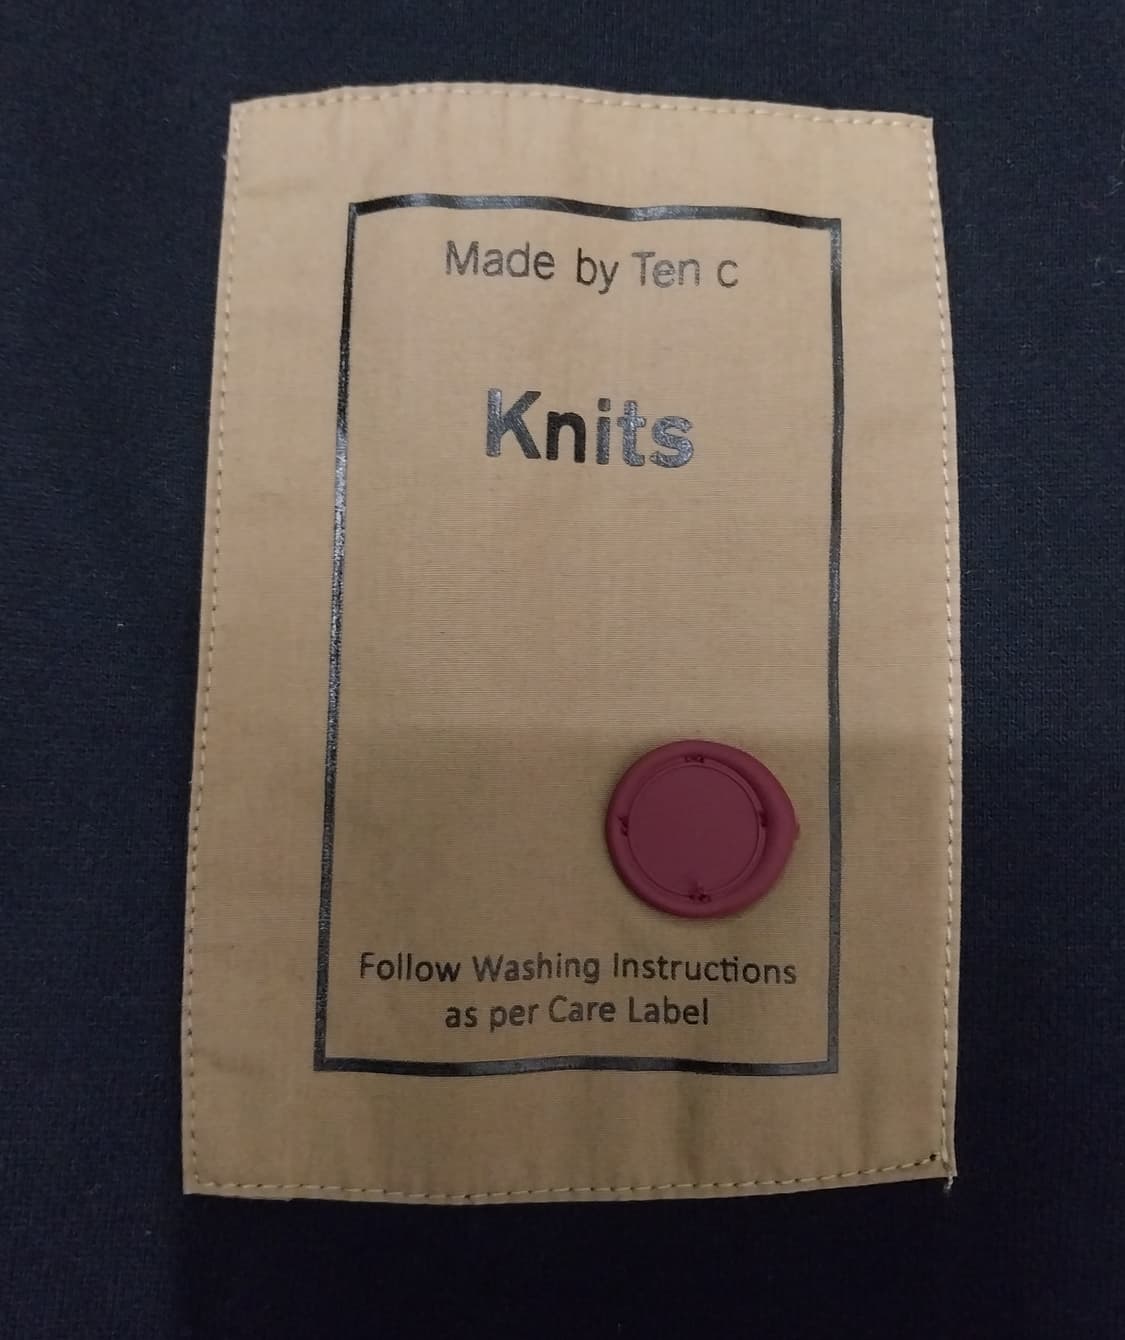 Made by Ten c
Knits
Follow Washing Instructions
as per Care Label